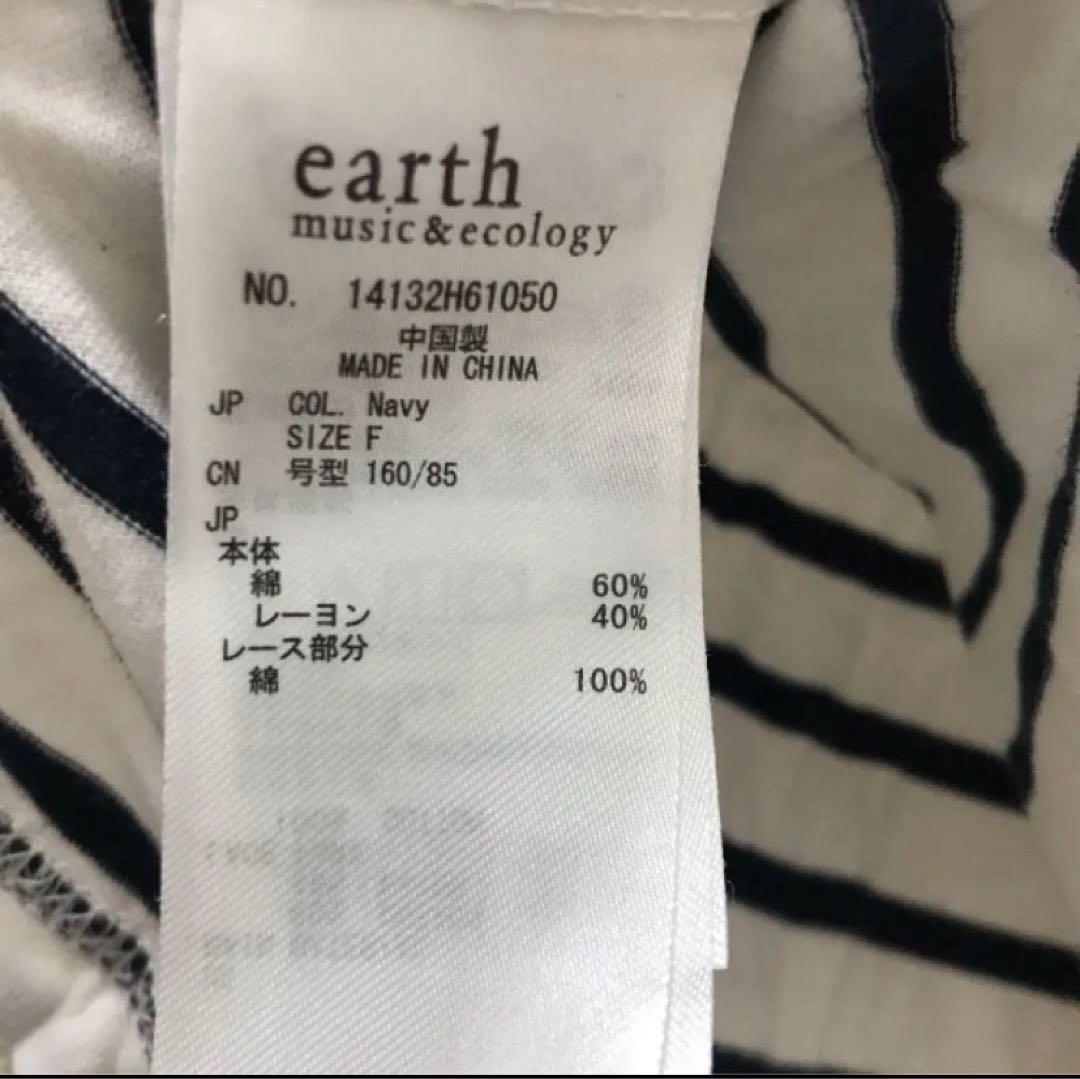 earth
music&ecology
NO. 14132H61050
中国製
MADE IN CHINA
JP COL. Navy
SIZE F
CN 号型 160/85
JP
本体
綿 60%
レーヨン 40%
レース部分
綿 100%